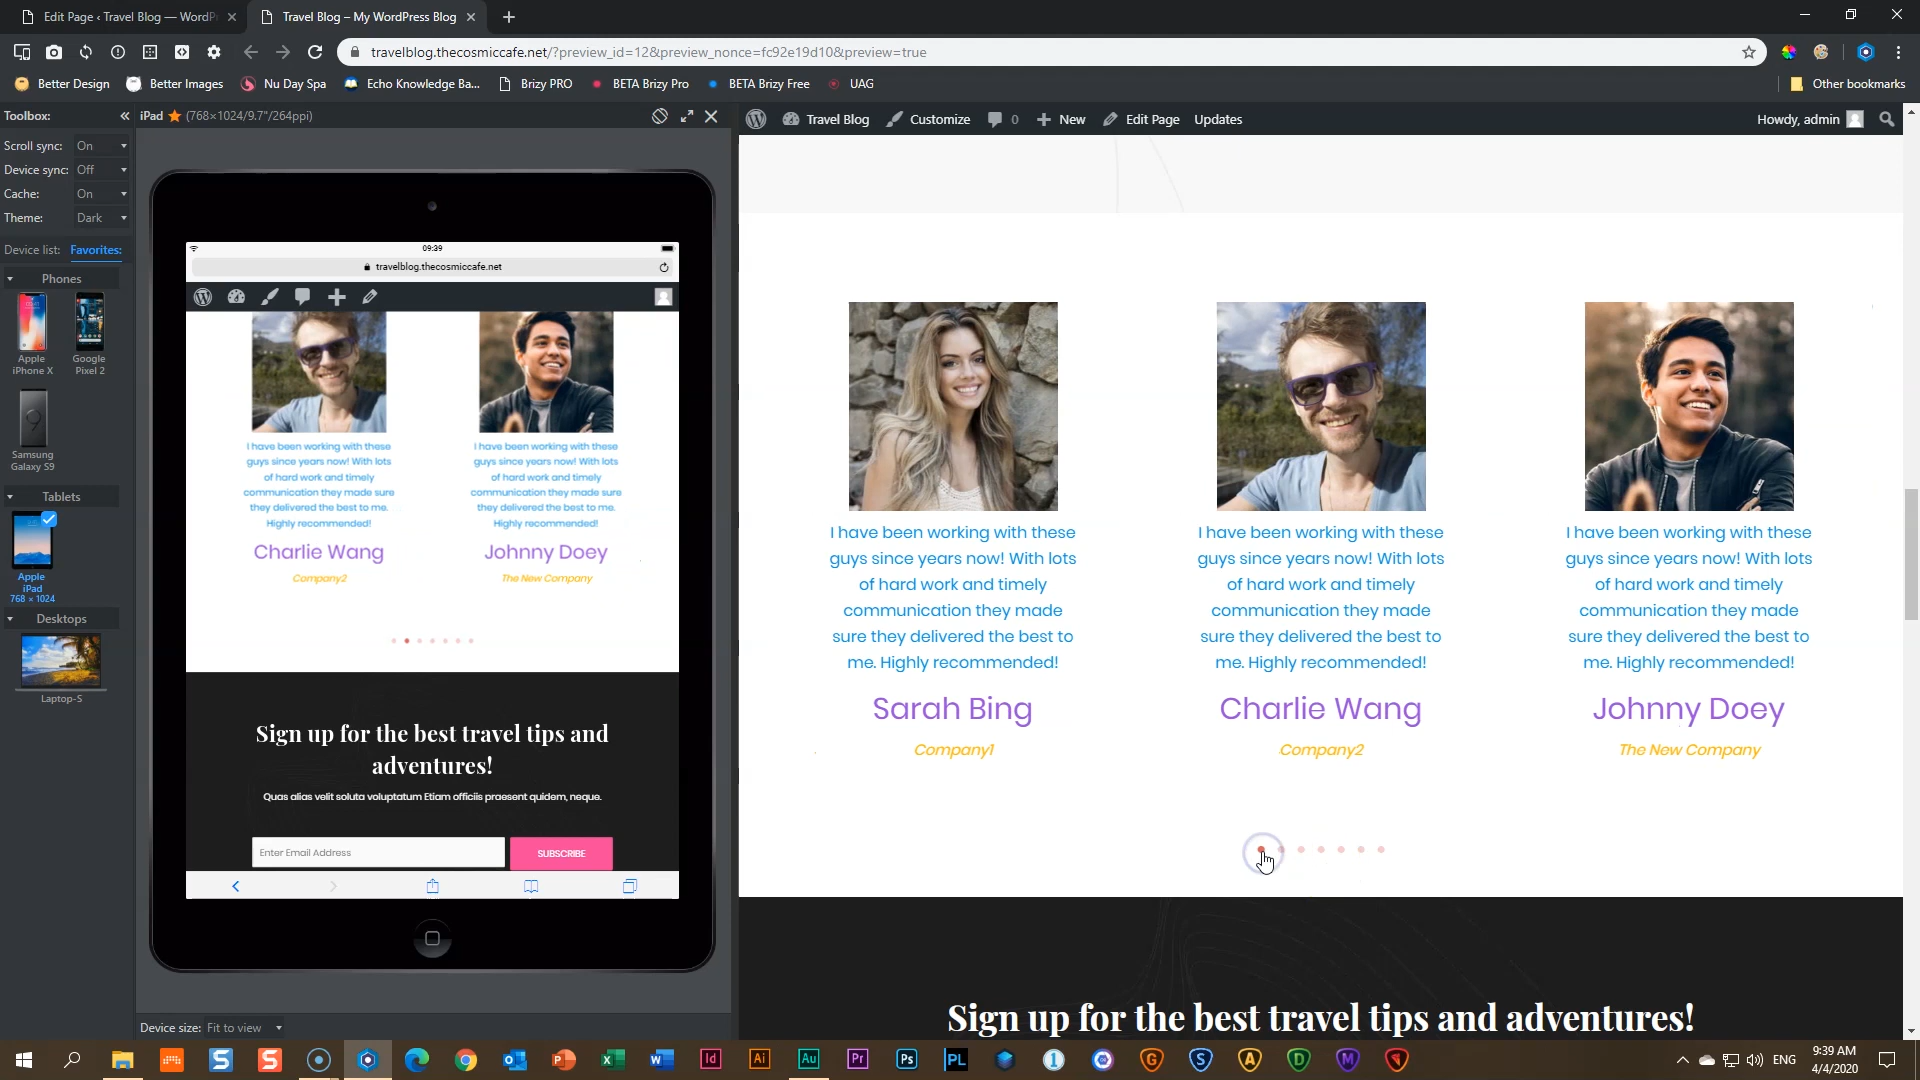 Edit Page ‹ Travel Blog — WordP
Travel Blog – My WordPress Blog
travelblog.thecosmiccafe.net/?preview_id=12&preview_nonce=fc92e19d10&preview=true
Better Design
Better Images
Nu Day Spa
Echo Knowledge Ba...
Brizy PRO
BETA Brizy Pro
BETA Brizy Free
UAG
Other bookmarks
Toolbox:
iPad
(768×1024/9.7"/264ppi)
Scroll sync: On
Device sync: Off
Cache: On
Theme: Dark
Device list: Favorites:
Phones
Apple
iPhone X
Google
Pixel 2
9
Samsung
Galaxy S9
Tablets
Apple
iPad
768 × 1024
Desktops
Laptop-S
09:39
travelblog.thecosmiccafe.net
I have been working with these
guys since years now! With lots
of hard work and timely
communication they made sure
they delivered the best to me.
Highly recommended!
Charlie Wang
Company2
I have been working with these
guys since years now! With lots
of hard work and timely
communication they made sure
they delivered the best to me.
Highly recommended!
Johnny Doey
The New Company
Sign up for the best travel tips and
adventures!
Quas alias velit soluta voluptatum Etiam officiis praesent quidem, neque.
Enter Email Address
SUBSCRIBE
Device size: Fit to view
Travel Blog
Customize
0
New
Edit Page
Updates
Howdy, admin
I have been working with these
guys since years now! With lots
of hard work and timely
communication they made
sure they delivered the best to
me. Highly recommended!
Sarah Bing
Company1
I have been working with these
guys since years now! With lots
of hard work and timely
communication they made
sure they delivered the best to
me. Highly recommended!
Charlie Wang
Company2
I have been working with these
guys since years now! With lots
of hard work and timely
communication they made
sure they delivered the best to
me. Highly recommended!
Johnny Doey
The New Company
Sign up for the best travel tips and adventures!
Id
Ai
Au
Pr
Ps
PL
ENG
9:39 AM
4/4/2020